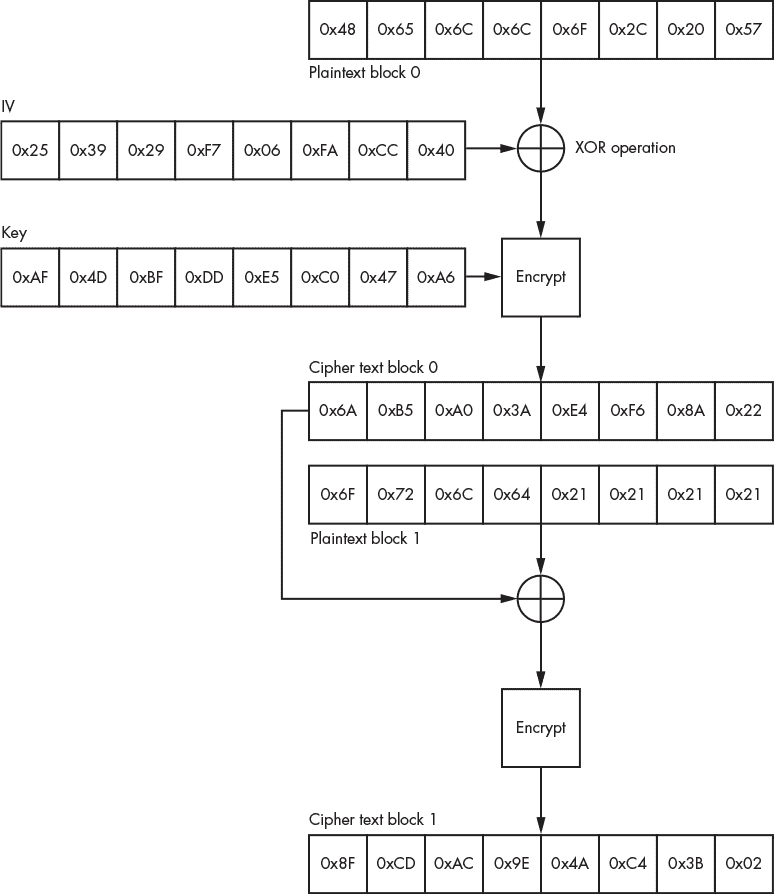 0x48 0x65 0x6C 0x6C 0x6F 0x2C 0x20 0x57
Plaintext block 0
IV
0x25 0x39 0x29 0xF7 0x06 0xFA 0xCC 0x40
XOR operation
Key
0xAF 0x4D 0xBF 0xDD 0xE5 0xC0 0x47 0xA6
Encrypt
Cipher text block 0
0x6A 0xB5 0xA0 0x3A 0xE4 0xF6 0x8A 0x22
0x6F 0x72 0x6C 0x64 0x21 0x21 0x21 0x21
Plaintext block 1
Encrypt
Cipher text block 1
0x8F 0xCD 0xAC 0x9E 0x4A 0xC4 0x3B 0x02